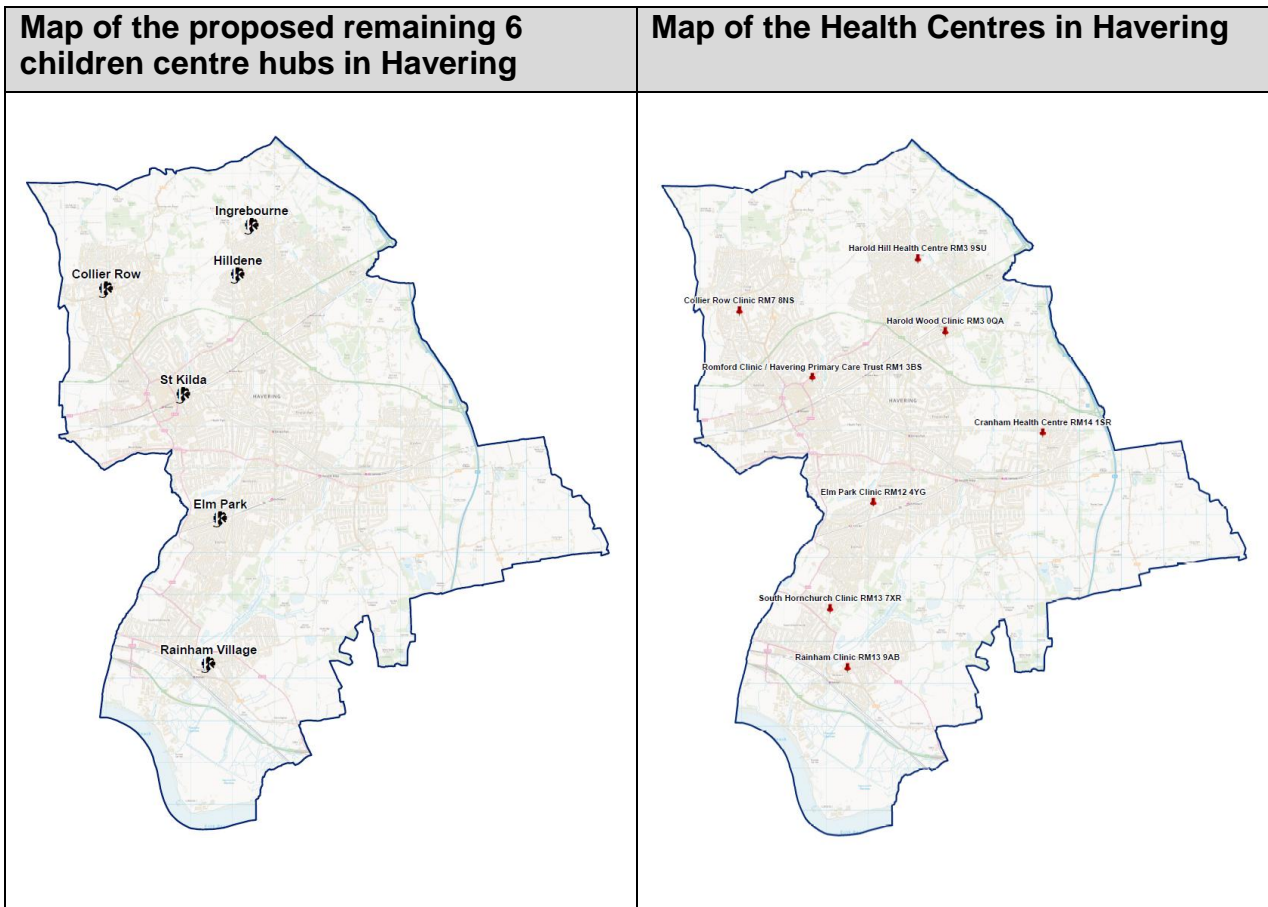 Map of the proposed remaining 6
children centre hubs in Havering
Map of the Health Centres in Havering
Ingrebourne
Hilldene
Collier Row
St Kilda
HAVERING
Elm Park
Rainham Village
Harold Hill Health Centre RM3 9SU
Collier Row Clinic RM7 8NS
Harold Wood Clinic RM3 0QA
Romford Clinic / Havering Primary Care Trust RM1 3BS
HAVERING
Cranham Health Centre RM14 1SR
Elm Park Clinic RM12 4YG
South Hornchurch Clinic RM13 7XR
Rainham Clinic RM13 9AB